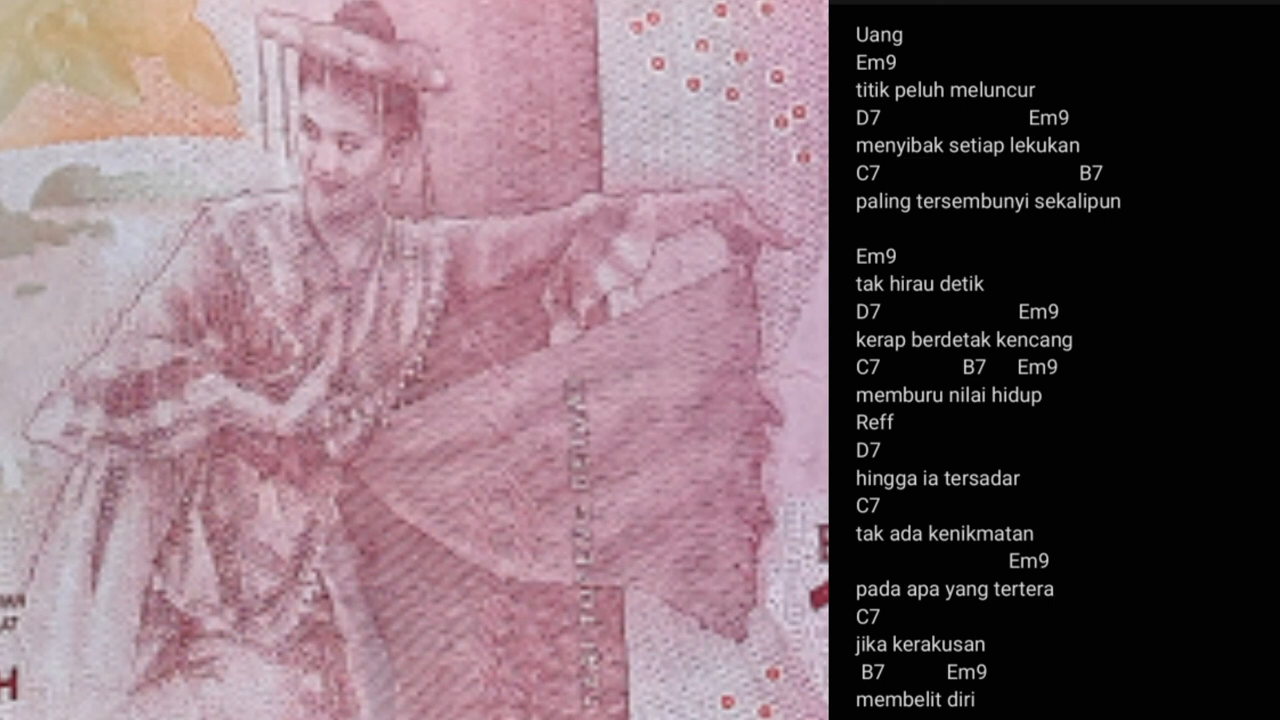 Uang
Em9
titik peluh meluncur
D7 Em9
menyibak setiap lekukan
C7 B7
paling tersembunyi sekalipun
Em9
tak hirau detik
D7 Em9
kerap berdetak kencang
C7 B7 Em9
memburu nilai hidup
Reff
D7
hingga ia tersadar
C7
tak ada kenikmatan
Em9
pada apa yang tertera
C7
jika kerakusan
B7 Em9
membelit diri
H